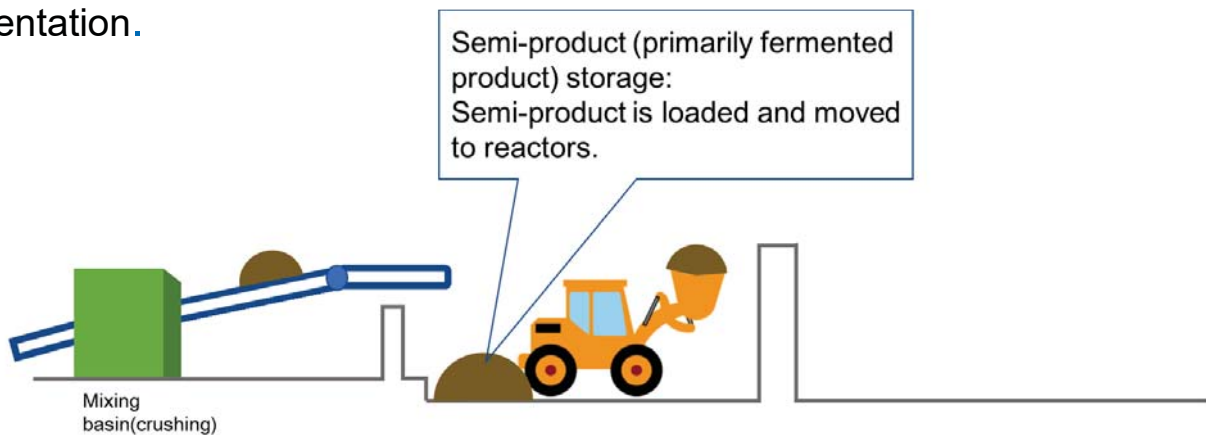 entation.
Semi-product (primarily fermented
product) storage:
Semi-product is loaded and moved
to reactors.
Mixing
basin(crushing)